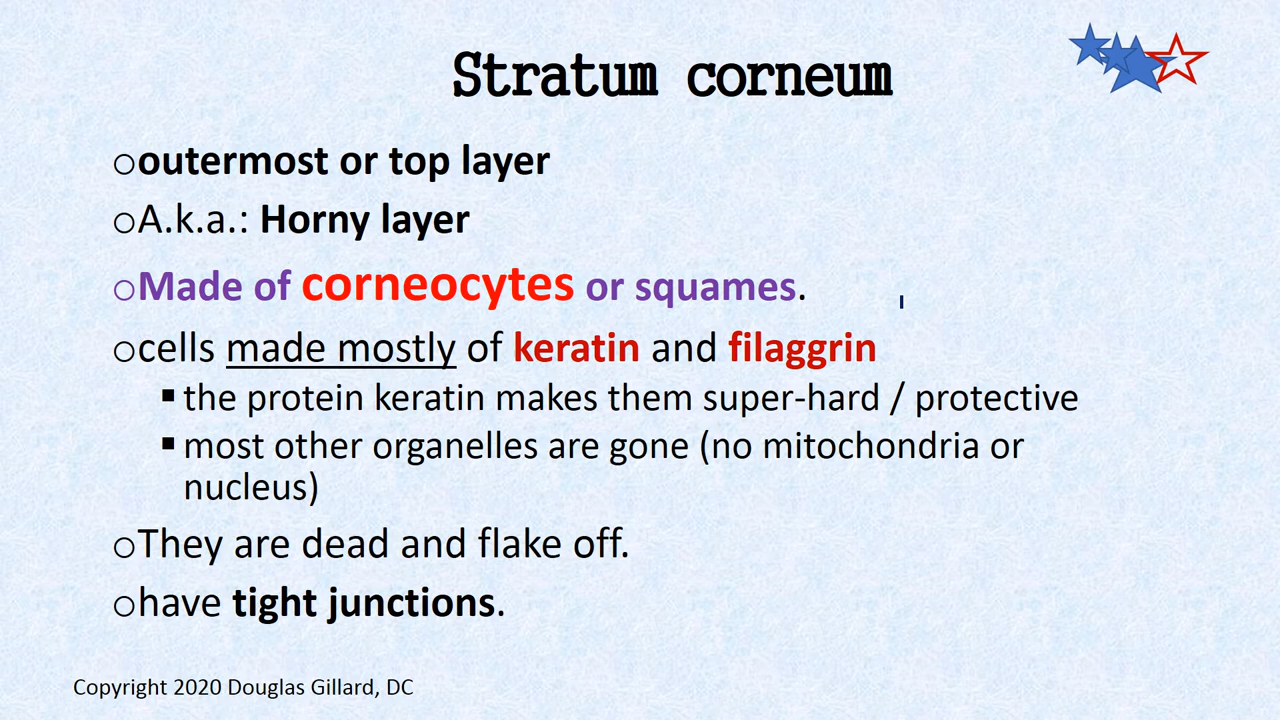 Stratum corneum
○outermost or top layer
○A.k.a.: Horny layer
○Made of corneocytes or squames.
○cells made mostly of keratin and filaggrin
▪ the protein keratin makes them super-hard / protective
▪ most other organelles are gone (no mitochondria or
nucleus)
○They are dead and flake off.
○have tight junctions.
Copyright 2020 Douglas Gillard, DC